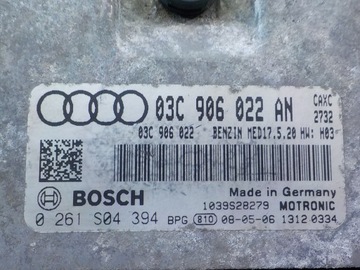 03C 906 022 AN CAXC
2732
03C 906 022 BENZIN MED17.5.20 HW: H03
BOSCH
Made in Germany
1039S28279 MOTRONIC
0 261 S04 394 BPG 810 08-05-06 1312 0334